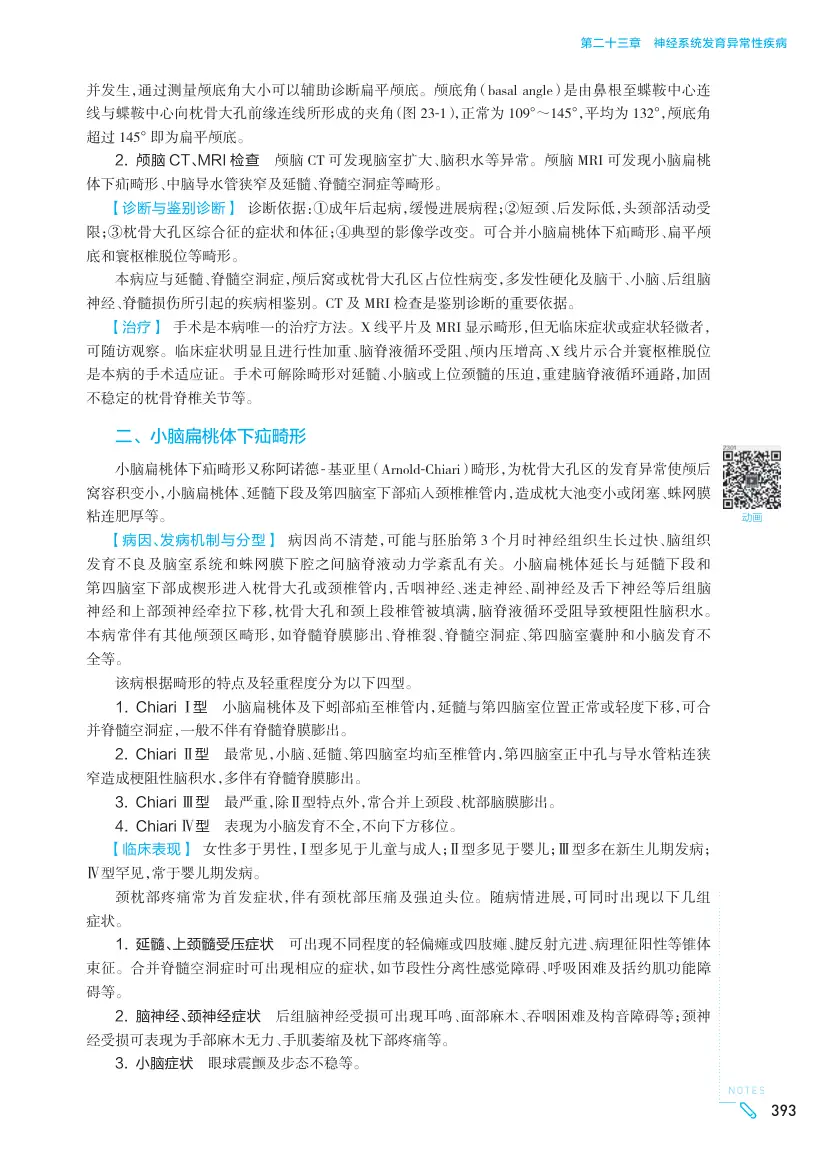 第二十三章 神经系统发育异常性疾病
并发生,通过测量颅底角大小可以辅助诊断扁平颅底。颅底角(basal angle)是由鼻根至蝶鞍中心连
线与蝶鞍中心向枕骨大孔前缘连线所形成的夹角(图 23-1),正常为 109°～145°,平均为 132°,颅底角
超过 145° 即为扁平颅底。
2. 颅脑 CT、MRI 检查 颅脑 CT 可发现脑室扩大、脑积水等异常。颅脑 MRI 可发现小脑扁桃
体下疝畸形、中脑导水管狭窄及延髓、脊髓空洞症等畸形。
【诊断与鉴别诊断】 诊断依据:①成年后起病,缓慢进展病程;②短颈、后发际低,头颈部活动受
限;③枕骨大孔区综合征的症状和体征;④典型的影像学改变。可合并小脑扁桃体下疝畸形、扁平颅
底和寰枢椎脱位等畸形。
本病应与延髓、脊髓空洞症,颅后窝或枕骨大孔区占位性病变,多发性硬化及脑干、小脑、后组脑
神经、脊髓损伤所引起的疾病相鉴别。CT 及 MRI 检查是鉴别诊断的重要依据。
【治疗】 手术是本病唯一的治疗方法。X 线平片及 MRI 显示畸形,但无临床症状或症状轻微者,
可随访观察。临床症状明显且进行性加重、脑脊液循环受阻、颅内压增高、X 线片示合并寰枢椎脱位
是本病的手术适应证。手术可解除畸形对延髓、小脑或上位颈髓的压迫,重建脑脊液循环通路,加固
不稳定的枕骨脊椎关节等。
二、小脑扁桃体下疝畸形
小脑扁桃体下疝畸形又称阿诺德-基亚里(Arnold-Chiari)畸形,为枕骨大孔区的发育异常使颅后
窝容积变小,小脑扁桃体、延髓下段及第四脑室下部疝入颈椎椎管内,造成枕大池变小或闭塞、蛛网膜
粘连肥厚等。
动画
【病因、发病机制与分型】 病因尚不清楚,可能与胚胎第 3 个月时神经组织生长过快、脑组织
发育不良及脑室系统和蛛网膜下腔之间脑脊液动力学紊乱有关。小脑扁桃体延长与延髓下段和
第四脑室下部成楔形进入枕骨大孔或颈椎管内,舌咽神经、迷走神经、副神经及舌下神经等后组脑
神经和上部颈神经牵拉下移,枕骨大孔和颈上段椎管被填满,脑脊液循环受阻导致梗阻性脑积水。
本病常伴有其他颅颈区畸形,如脊髓脊膜膨出、脊椎裂、脊髓空洞症、第四脑室囊肿和小脑发育不
全等。
该病根据畸形的特点及轻重程度分为以下四型。
1. Chiari Ⅰ型 小脑扁桃体及下蚓部疝至椎管内,延髓与第四脑室位置正常或轻度下移,可合
并脊髓空洞症,一般不伴有脊髓脊膜膨出。
2. Chiari Ⅱ型 最常见,小脑、延髓、第四脑室均疝至椎管内,第四脑室正中孔与导水管粘连狭
窄造成梗阻性脑积水,多伴有脊髓脊膜膨出。
3. Chiari Ⅲ型 最严重,除Ⅱ型特点外,常合并上颈段、枕部脑膜膨出。
4. Chiari Ⅳ型 表现为小脑发育不全,不向下方移位。
【临床表现】 女性多于男性,Ⅰ型多见于儿童与成人;Ⅱ型多见于婴儿;Ⅲ型多在新生儿期发病;
Ⅳ型罕见,常于婴儿期发病。
颈枕部疼痛常为首发症状,伴有颈枕部压痛及强迫头位。随病情进展,可同时出现以下几组
症状。
1. 延髓、上颈髓受压症状 可出现不同程度的轻偏瘫或四肢瘫、腱反射亢进、病理征阳性等锥体
束征。合并脊髓空洞症时可出现相应的症状,如节段性分离性感觉障碍、呼吸困难及括约肌功能障
碍等。
2. 脑神经、颈神经症状 后组脑神经受损可出现耳鸣、面部麻木、吞咽困难及构音障碍等;颈神
经受损可表现为手部麻木无力、手肌萎缩及枕下部疼痛等。
3. 小脑症状 眼球震颤及步态不稳等。
NOTES
393